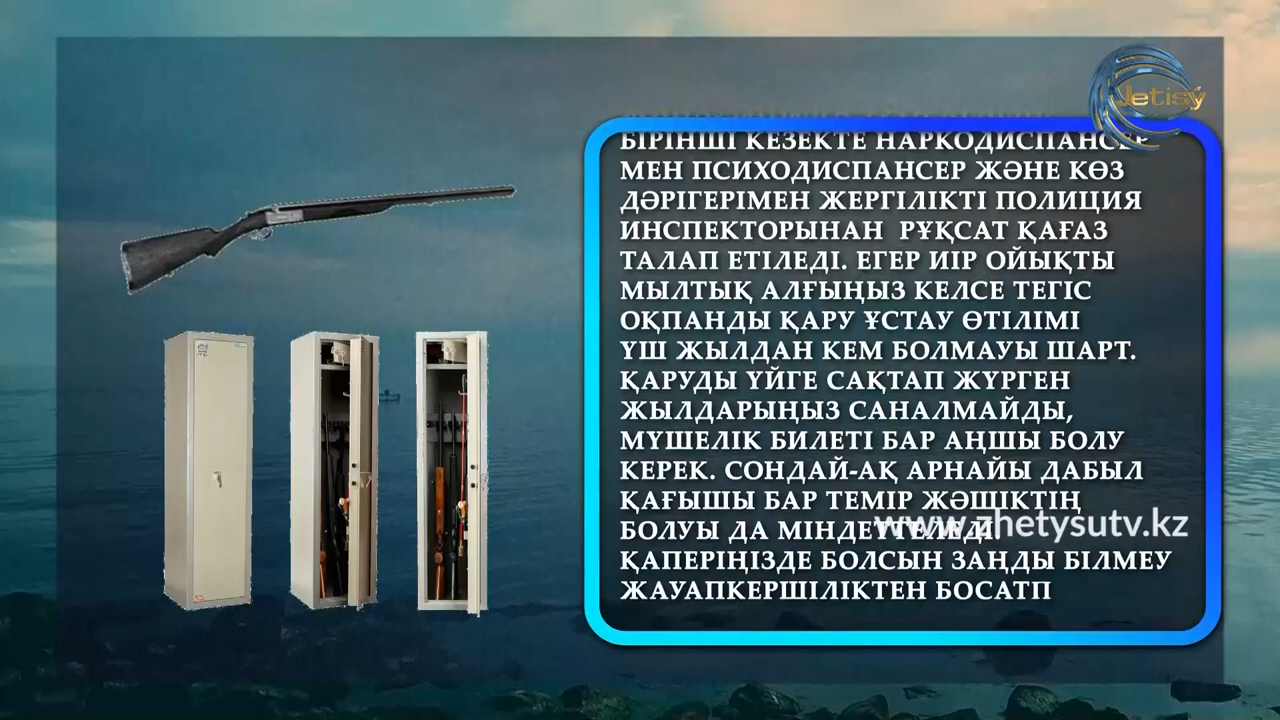 Jetisý
БІРІНШІ КЕЗЕКТЕ НАРКОДИСПАНСЕР
МЕН ПСИХОДИСПАНСЕР ЖӘНЕ КӨЗ
ДӘРІГЕРІМЕН ЖЕРГІЛІКТІ ПОЛИЦИЯ
ИНСПЕКТОРЫНАН РҰҚСАТ ҚАҒАЗ
ТАЛАП ЕТІЛЕДІ. ЕГЕР ИІР ОЙЫҚТЫ
МЫЛТЫҚ АЛҒЫҢЫЗ КЕЛСЕ ТЕГІС
ОҚПАНДЫ ҚАРУ ҰСТАУ ӨТІЛІМІ
ҮШ ЖЫЛДАН КЕМ БОЛМАУЫ ШАРТ.
ҚАРУДЫ ҮЙГЕ САҚТАП ЖҮРГЕН
ЖЫЛДАРЫҢЫЗ САНАЛМАЙДЫ,
МҮШЕЛІК БИЛЕТІ БАР АҢШЫ БОЛУ
КЕРЕК. СОНДАЙ-АҚ АРНАЙЫ ДАБЫЛ
ҚАҒЫШЫ БАР ТЕМІР ЖӘШІКТІҢ
БОЛУЫ ДА МІНДЕТТЕЛЕДІ.
www.zhetysutv.kz
ҚАПЕРІҢІЗДЕ БОЛСЫН ЗАҢДЫ БІЛМЕУ
ЖАУАПКЕРШІЛІКТЕН БОСАТП